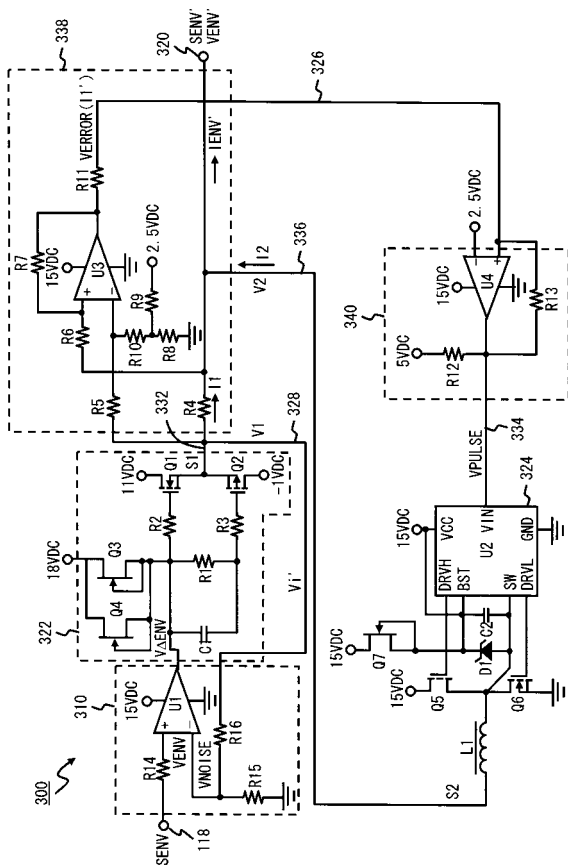 300
SENV
118
R14
VENV
VNOISE
R15
R16
U1
15VDC
310
VΔENV
322
18VDC
Q4
Q3
C1
R1
R2
R3
11VDC
Q1
Q2
-1VDC
S1
332
Vi'
V1
328
R4
I1
R5
R6
R7
15VDC
U3
R10
R8
R9
2.5VDC
R11
VERROR(I1')
338
SENV'
VENV'
320
IENV'
326
I2
V2
336
340
2.5VDC
15VDC
U4
R13
R12
5VDC
VPULSE
334
324
15VDC
VCC
VIN
U2
GND
DRVH
BST
SW
DRVL
15VDC
Q7
D1
C2
15VDC
Q5
Q6
L1
S2